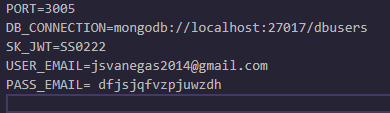 PORT=3005
DB_CONNECTION=mongodb://localhost:27017/dbusers
SK_JWT=SS0222
USER_EMAIL=jsvanegas2014@gmail.com
PASS_EMAIL= dfjsjqfvzpjuwzdh